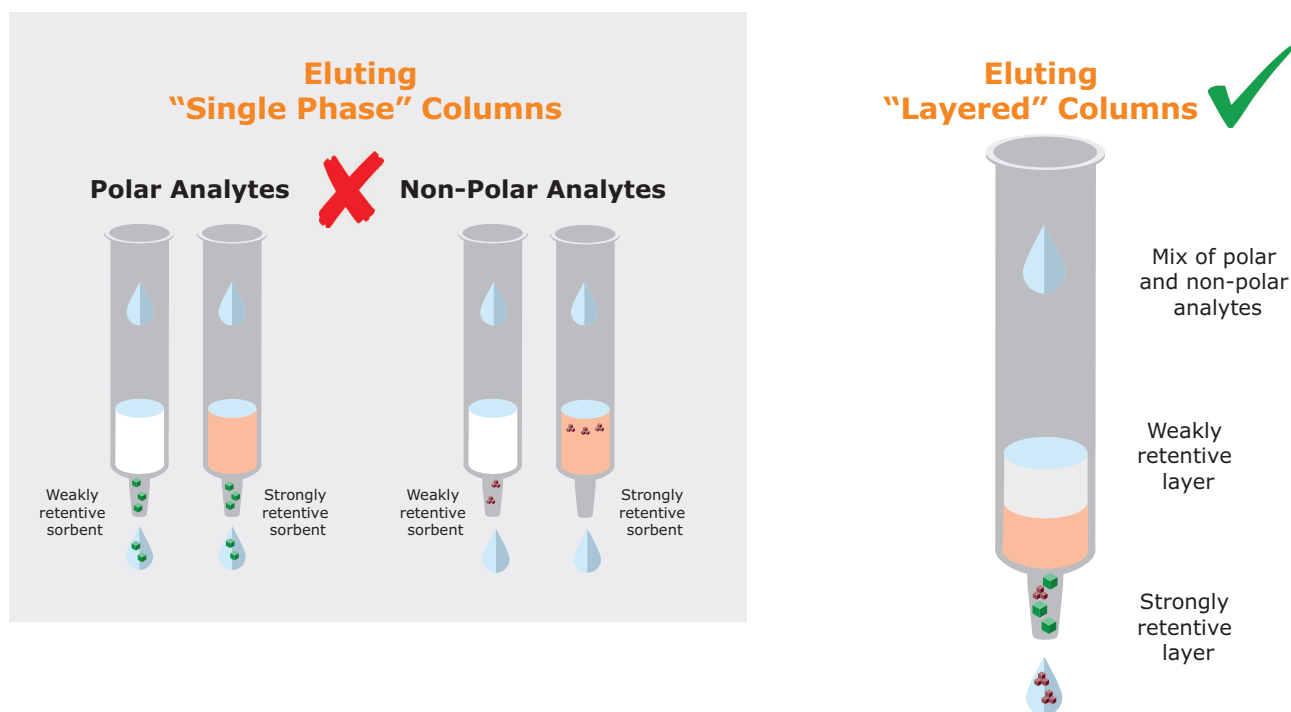 Eluting
“Single Phase” Columns
Polar Analytes
Non-Polar Analytes
Weakly
retentive
sorbent
Strongly
retentive
sorbent
Weakly
retentive
sorbent
Strongly
retentive
sorbent
Eluting
“Layered” Columns
Mix of polar
and non-polar
analytes
Weakly
retentive
layer
Strongly
retentive
layer